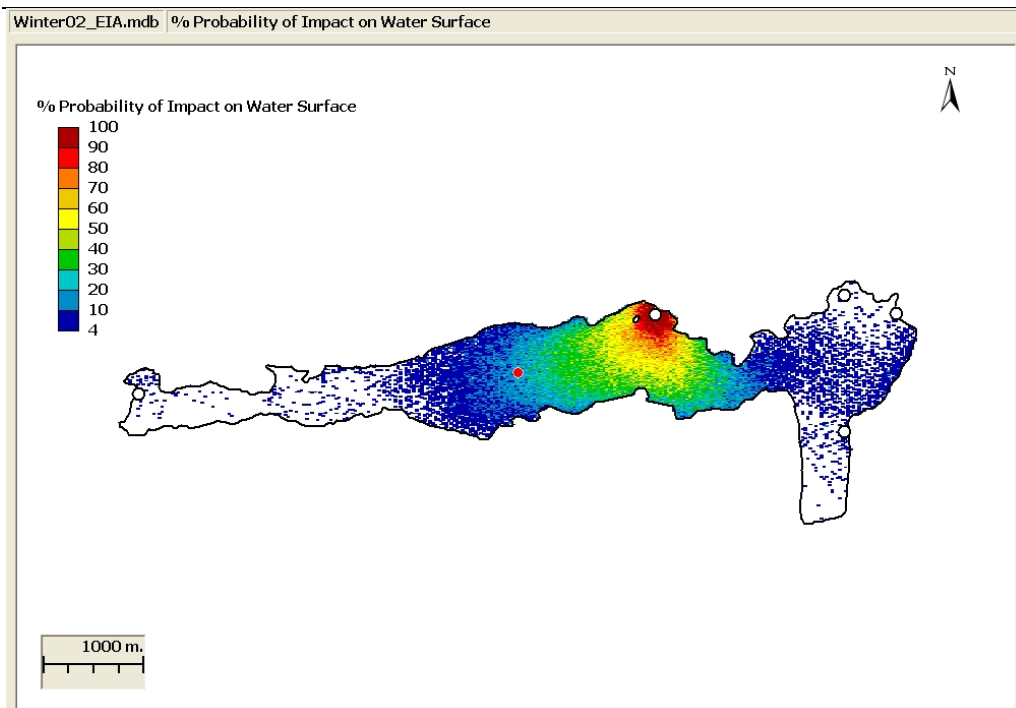 Winter02_EIA.mdb % Probability of Impact on Water Surface
N
% Probability of Impact on Water Surface
100
90
80
70
60
50
40
30
20
10
4
1000 m.